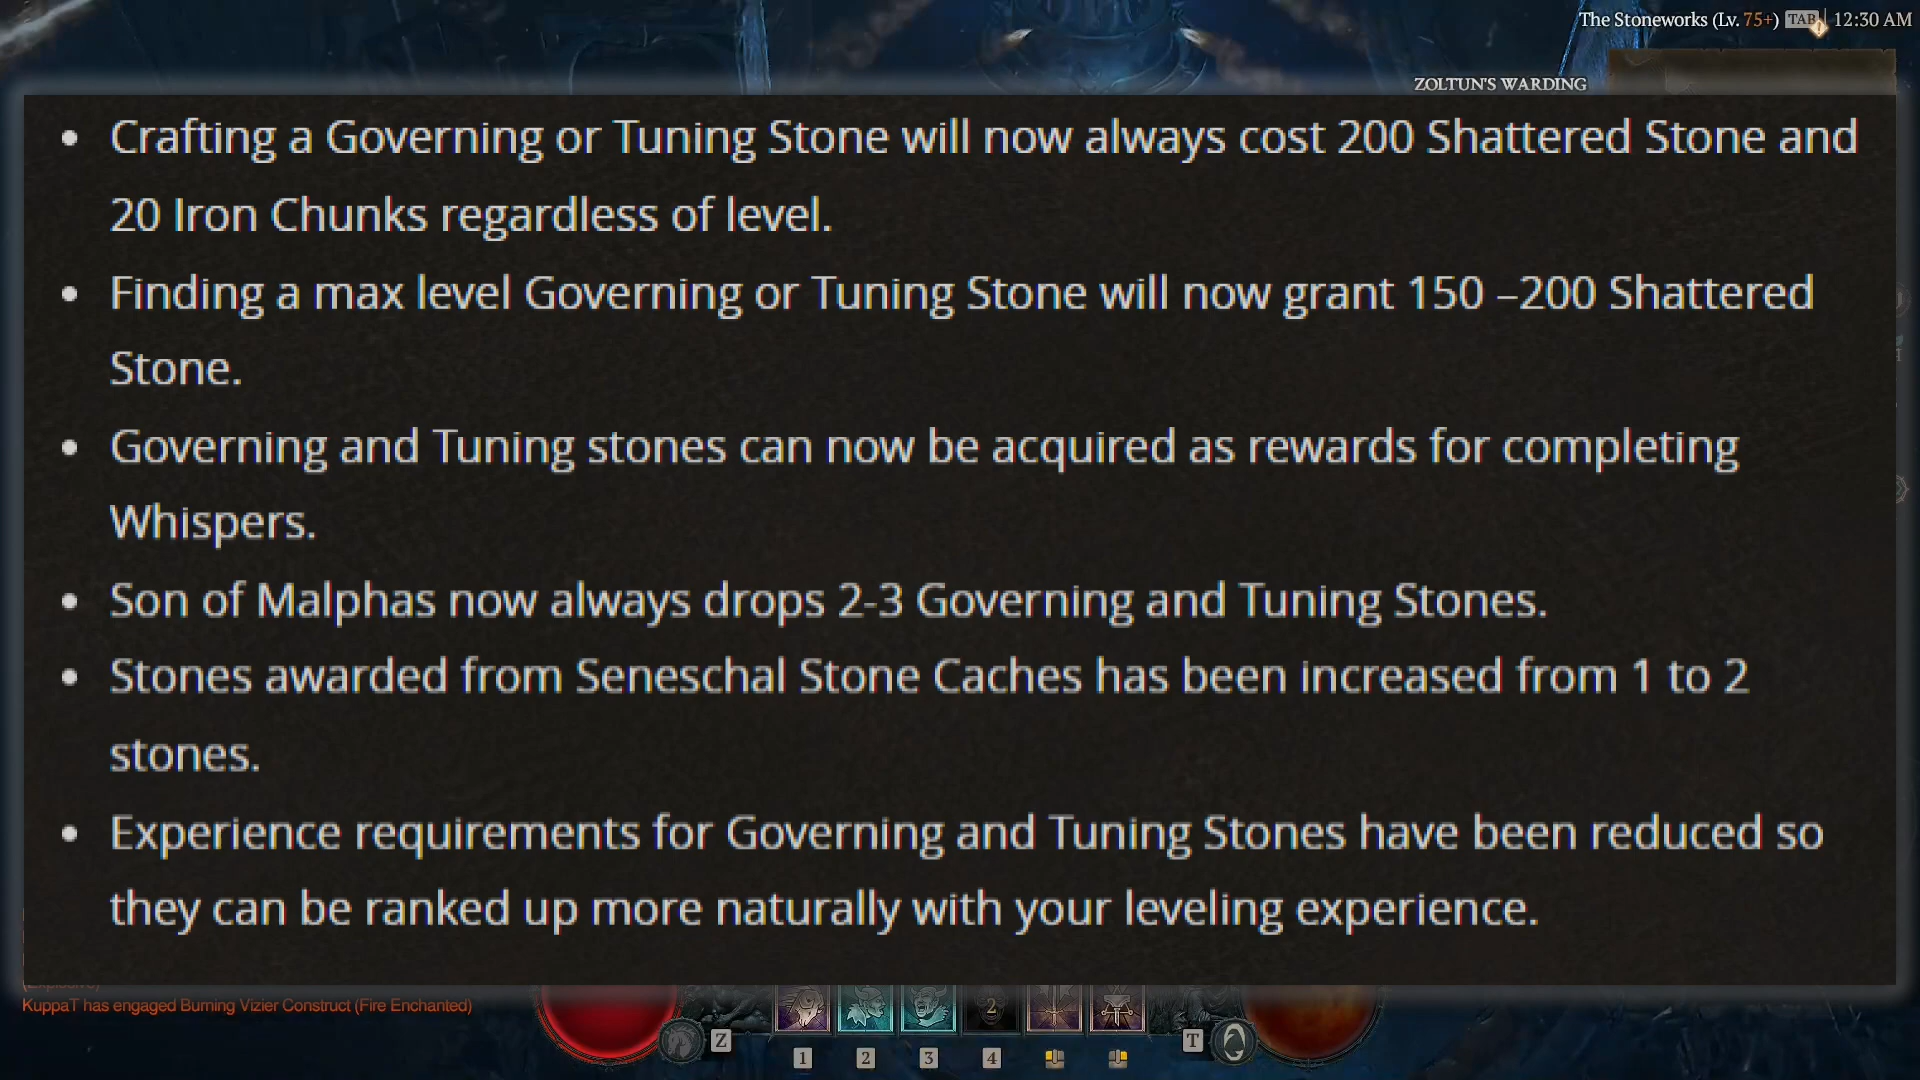 The Stoneworks (Lv. 75+) TAB 12:30 AM
ZOLTUN'S WARDING
• Crafting a Governing or Tuning Stone will now always cost 200 Shattered Stone and
20 Iron Chunks regardless of level.
• Finding a max level Governing or Tuning Stone will now grant 150 –200 Shattered
Stone.
• Governing and Tuning stones can now be acquired as rewards for completing
Whispers.
• Son of Malphas now always drops 2-3 Governing and Tuning Stones.
• Stones awarded from Seneschal Stone Caches has been increased from 1 to 2
stones.
• Experience requirements for Governing and Tuning Stones have been reduced so
they can be ranked up more naturally with your leveling experience.
KuppaT has engaged Burning Vizier Construct (Fire Enchanted)
2
Z T
1 2 3 4